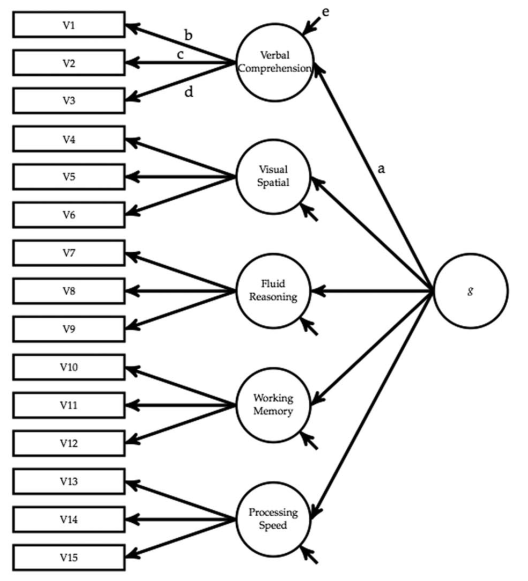 V1
V2
V3
V4
V5
V6
V7
V8
V9
V10
V11
V12
V13
V14
V15
b
c
d
e
Verbal
Comprehension
Visual
Spatial
Fluid
Reasoning
Working
Memory
Processing
Speed
a
g